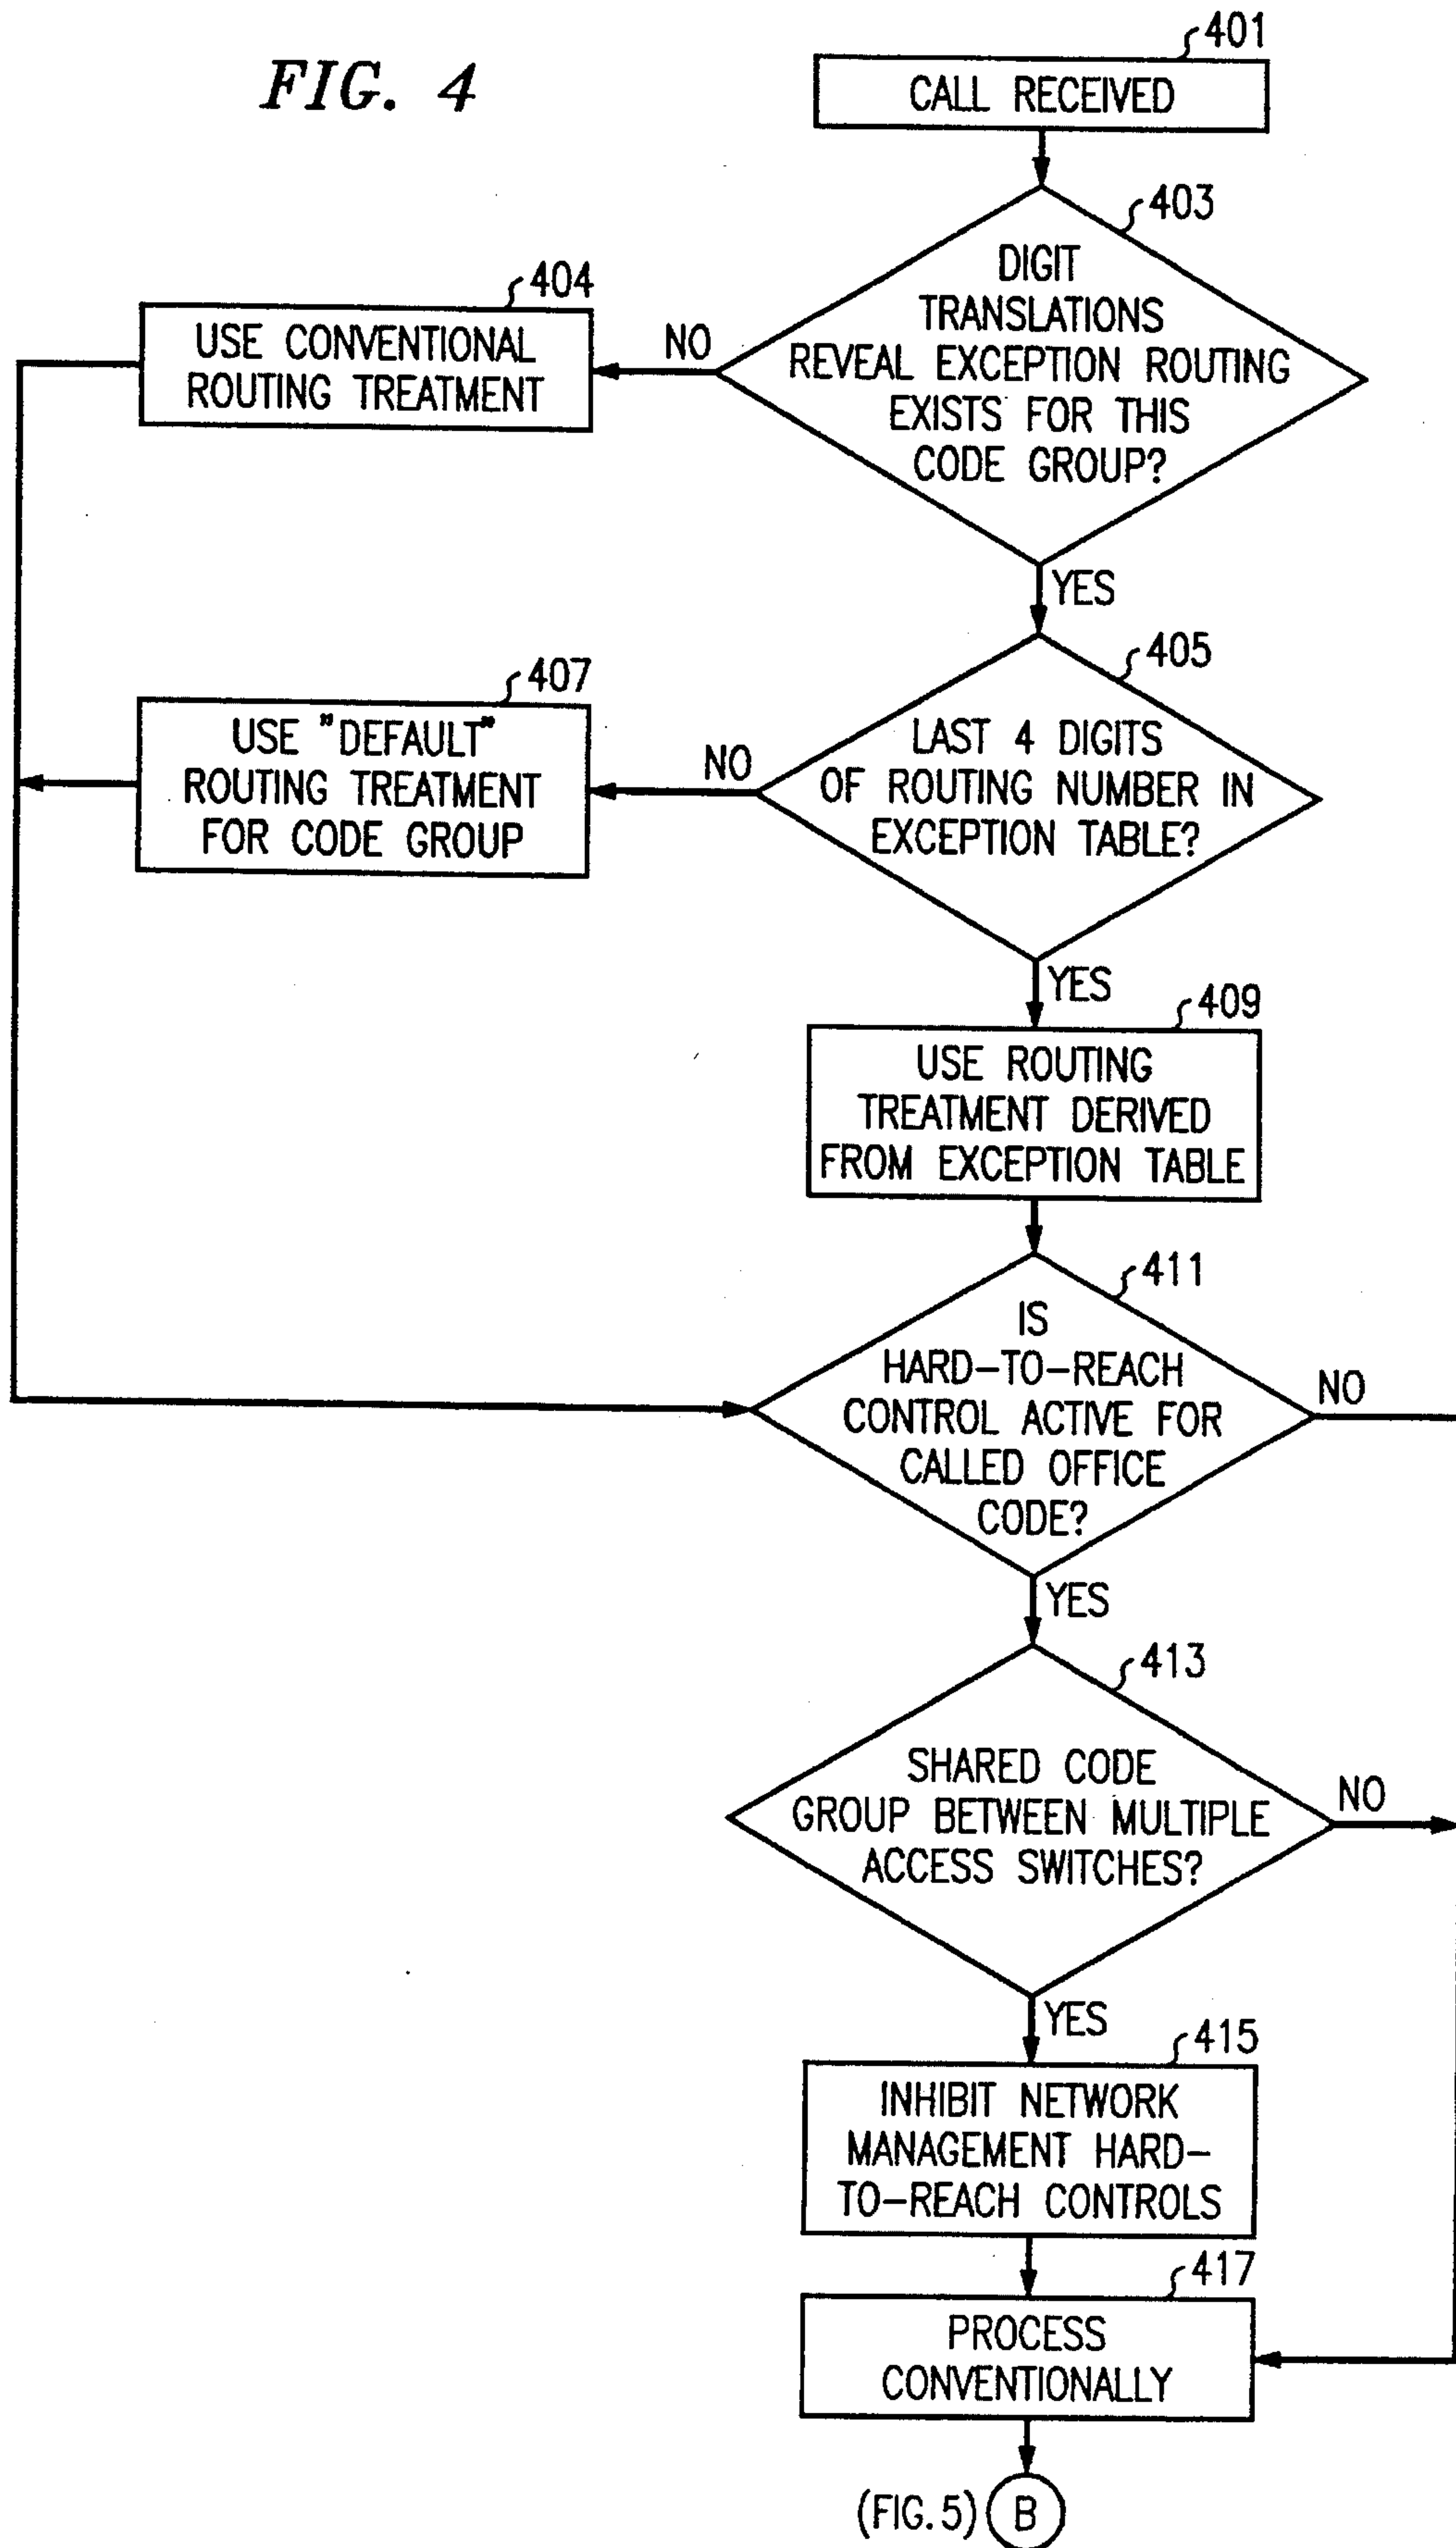 FIG. 4
401
CALL RECEIVED
403
DIGIT
TRANSLATIONS
REVEAL EXCEPTION ROUTING
EXISTS FOR THIS
CODE GROUP?
NO
404
USE CONVENTIONAL
ROUTING TREATMENT
YES
405
LAST 4 DIGITS
OF ROUTING NUMBER IN
EXCEPTION TABLE?
NO
407
USE "DEFAULT"
ROUTING TREATMENT
FOR CODE GROUP
YES
409
USE ROUTING
TREATMENT DERIVED
FROM EXCEPTION TABLE
411
IS
HARD-TO-REACH
CONTROL ACTIVE FOR
CALLED OFFICE
CODE?
NO
YES
413
SHARED CODE
GROUP BETWEEN MULTIPLE
ACCESS SWITCHES?
NO
YES
415
INHIBIT NETWORK
MANAGEMENT HARD-
TO-REACH CONTROLS
417
PROCESS
CONVENTIONALLY
(FIG. 5) B